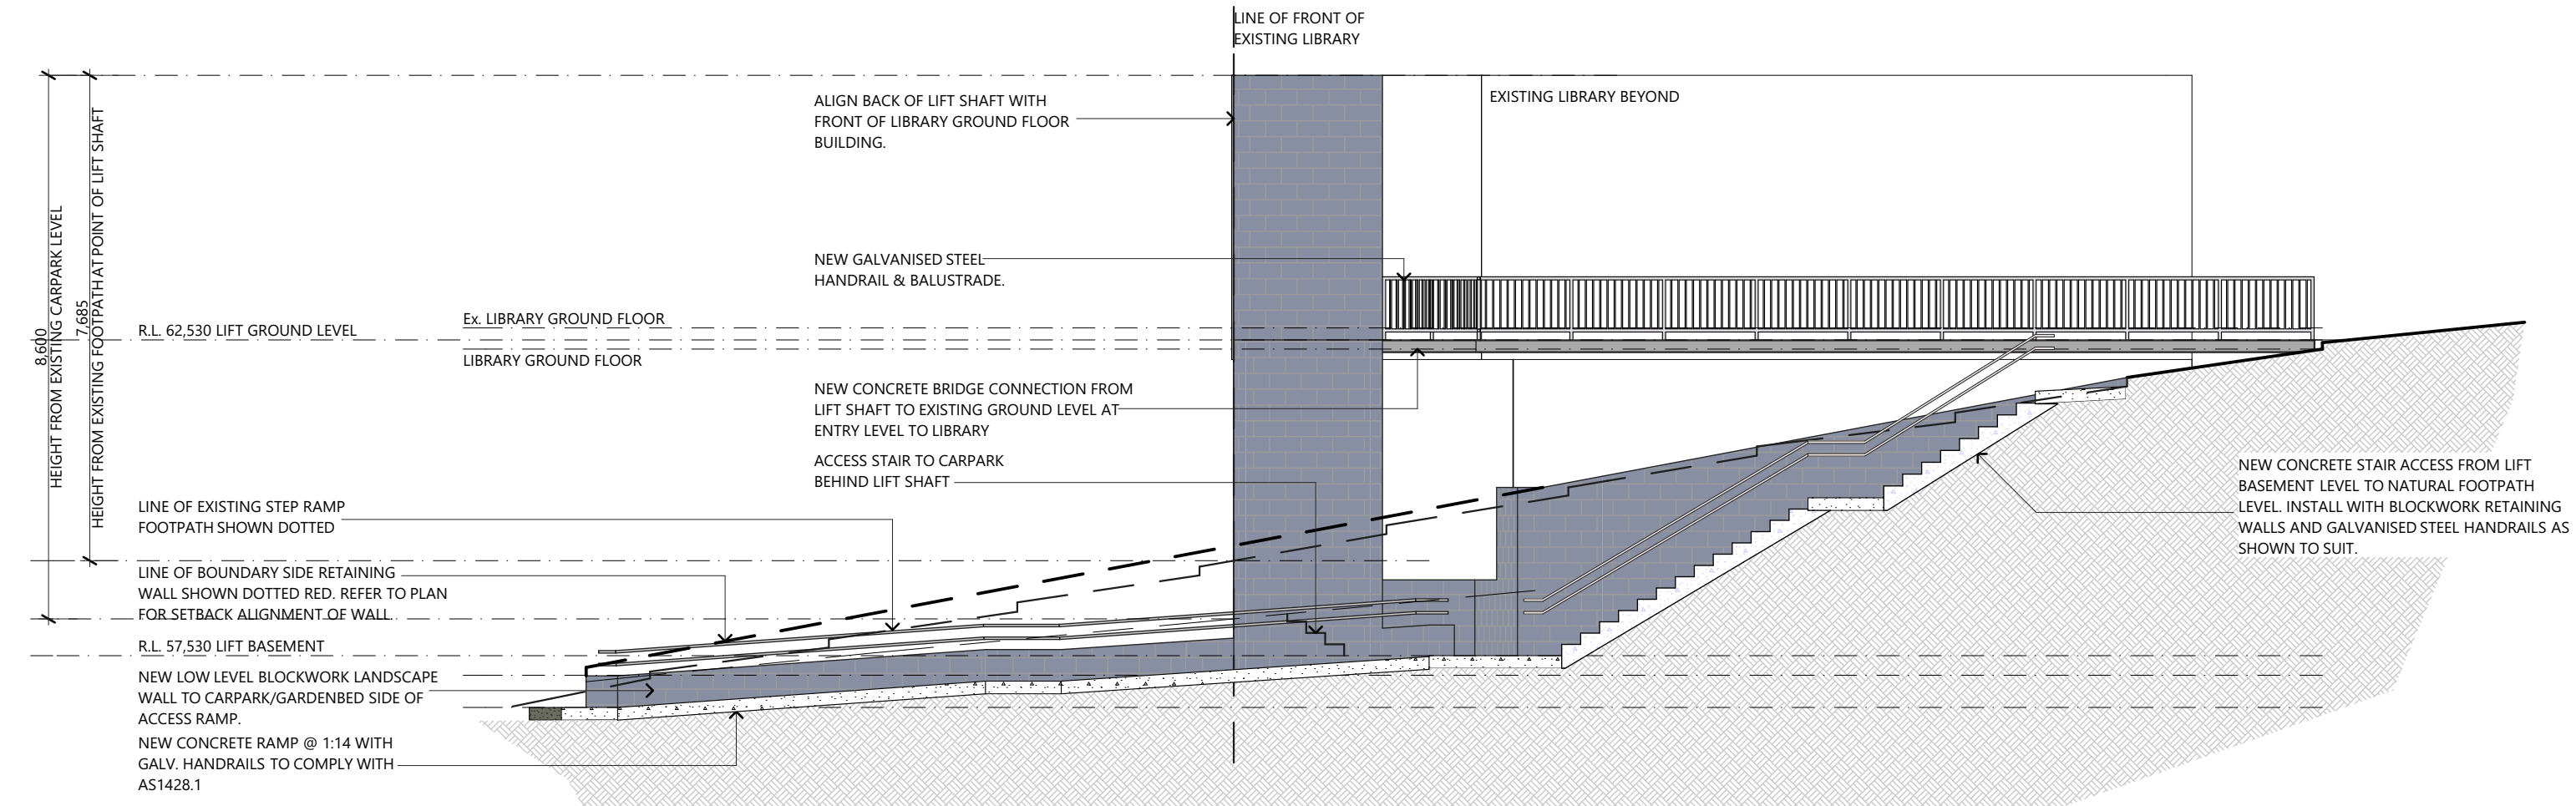 LINE OF FRONT OF
EXISTING LIBRARY
ALIGN BACK OF LIFT SHAFT WITH
FRONT OF LIBRARY GROUND FLOOR
BUILDING.
EXISTING LIBRARY BEYOND
8,600
HEIGHT FROM EXISTING CARPARK LEVEL
7,685
HEIGHT FROM EXISTING FOOTPATH AT POINT OF LIFT SHAFT
NEW GALVANISED STEEL
HANDRAIL & BALUSTRADE.
R.L. 62,530 LIFT GROUND LEVEL
Ex. LIBRARY GROUND FLOOR
LIBRARY GROUND FLOOR
NEW CONCRETE BRIDGE CONNECTION FROM
LIFT SHAFT TO EXISTING GROUND LEVEL AT
ENTRY LEVEL TO LIBRARY
ACCESS STAIR TO CARPARK
BEHIND LIFT SHAFT
NEW CONCRETE STAIR ACCESS FROM LIFT
BASEMENT LEVEL TO NATURAL FOOTPATH
LEVEL. INSTALL WITH BLOCKWORK RETAINING
WALLS AND GALVANISED STEEL HANDRAILS AS
SHOWN TO SUIT.
LINE OF EXISTING STEP RAMP
FOOTPATH SHOWN DOTTED
LINE OF BOUNDARY SIDE RETAINING
WALL SHOWN DOTTED RED. REFER TO PLAN
FOR SETBACK ALIGNMENT OF WALL.
R.L. 57,530 LIFT BASEMENT
NEW LOW LEVEL BLOCKWORK LANDSCAPE
WALL TO CARPARK/GARDENBED SIDE OF
ACCESS RAMP.
NEW CONCRETE RAMP @ 1:14 WITH
GALV. HANDRAILS TO COMPLY WITH
AS1428.1